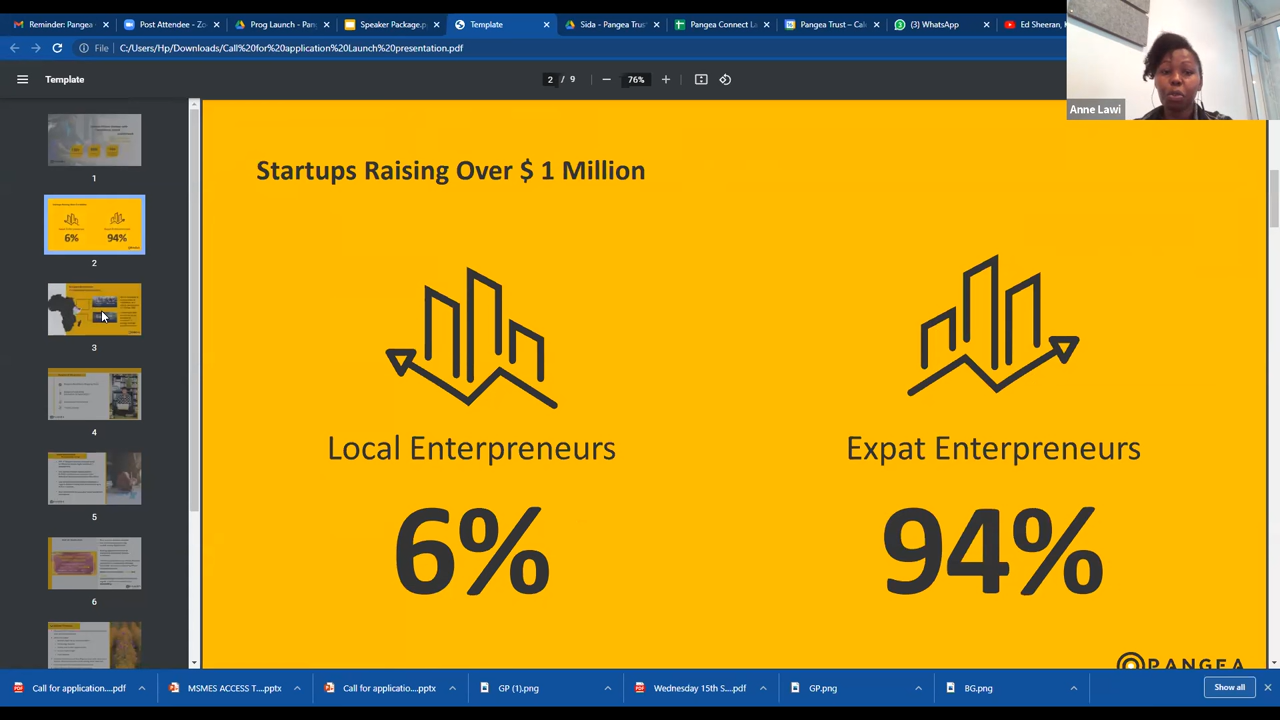 Reminder: Pangea
Post Attendee - Zo
Prog Launch - Pan
Speaker Package.p
Template
Sida - Pangea Trus
Pangea Connect La
Pangea Trust – Cale
(3) WhatsApp
Ed Sheeran,
File
C:/Users/Hp/Downloads/Call%20for%20application%20Launch%20presentation.pdf
Template
2 / 9
76%
Anne Lawi
Startups Raising Over $ 1 Million
Local Enterpreneurs
Expat Enterpreneurs
6%
94%
PANGEA
1
6%
94%
2
3
4
5
6
Call for application....pdf
MSMES ACCESS T....pptx
Call for applicatio....pptx
GP (1).png
Wednesday 15th S....pdf
GP.png
BG.png
Show all